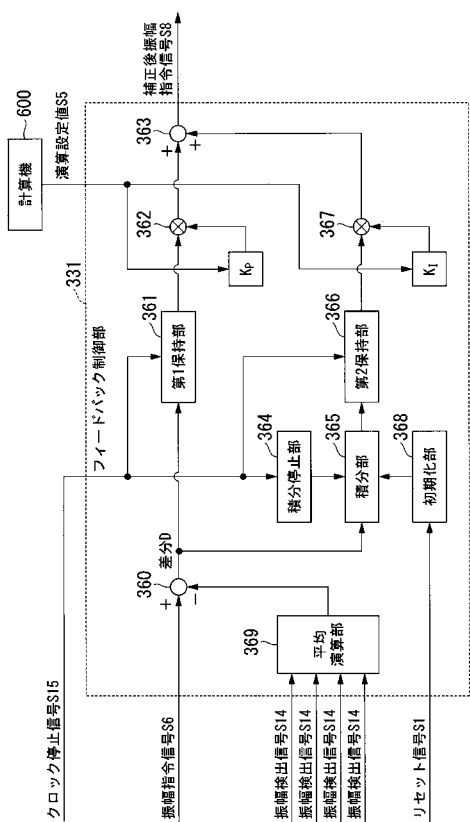 計算機
600
演算設定値S5
補正後振幅
指令信号S8
331
フィードバック制御部
363
+
+
362
367
KP
KI
361
第1保持部
366
第2保持部
364
積分停止部
365
積分部
368
初期化部
差分D
360
+
−
369
平均
演算部
クロック停止信号S15
振幅指令信号S6
振幅検出信号S14
振幅検出信号S14
振幅検出信号S14
振幅検出信号S14
リセット信号S1